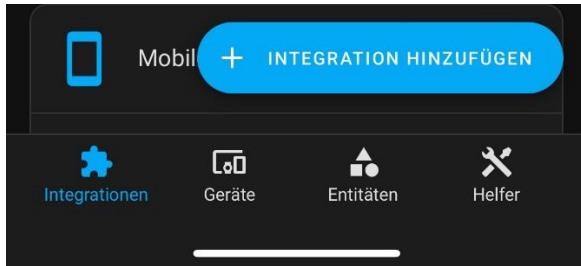 Mobil
INTEGRATION HINZUFÜGEN
Integrationen
Geräte
Entitäten
Helfer